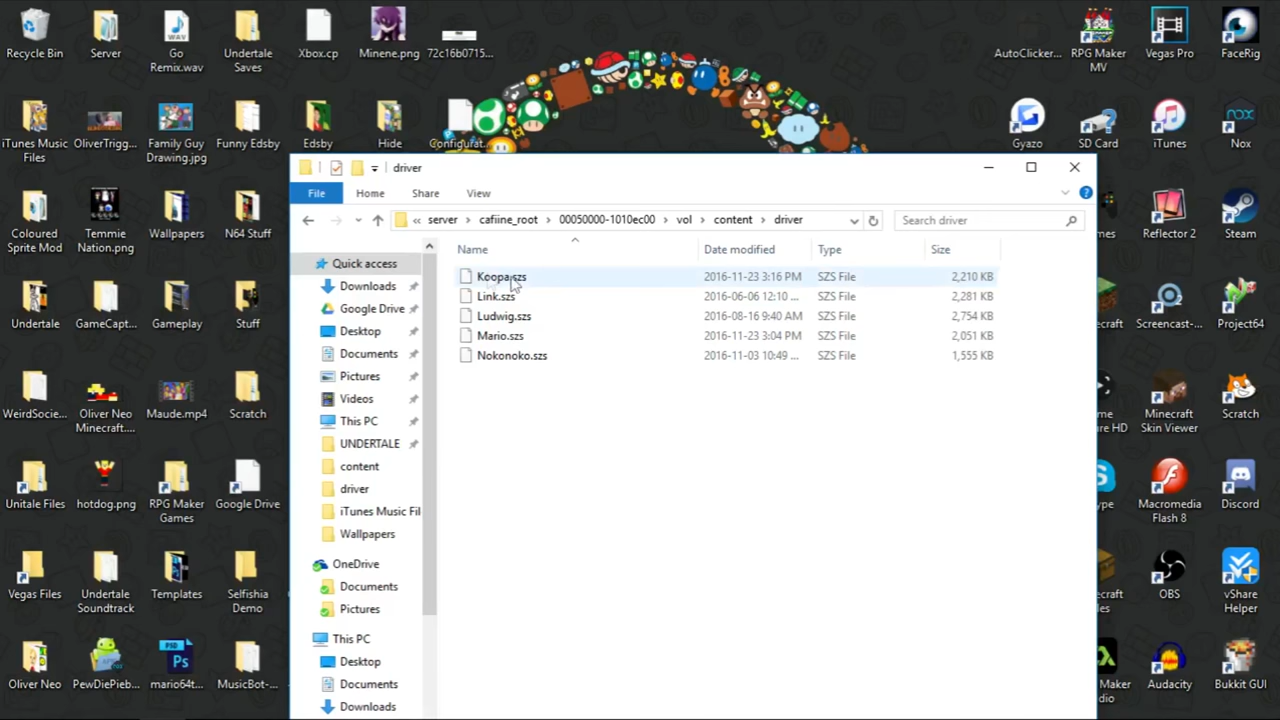 Recycle Bin
Server
Go
Remix.wav
Undertale
Saves
Xbox.cp
Minene.png
72c16b0715...
AutoClicker...
RPG Maker
MV
Vegas Pro
FaceRig
iTunes Music
Files
OliverTrigg...
Family Guy
Drawing.jpg
Funny Edsby
Edsby
Hide
Configurat...
Gyazo
SD Card
iTunes
Nox
Coloured
Sprite Mod
Temmie
Nation.png
Wallpapers
N64 Stuff
Reflector 2
Steam
Undertale
GameCapt...
Gameplay
Stuff
Screencast-...
Project64
WeirdSocie...
Oliver Neo
Minecraft....
Maude.mp4
Scratch
Minecraft
Skin Viewer
Scratch
Unitale Files
hotdog.png
RPG Maker
Games
Google Drive
Macromedia
Flash 8
Discord
Vegas Files
Undertale
Soundtrack
Templates
Selfishia
Demo
OBS
vShare
Helper
Oliver Neo
PewDiePieb...
PSD
Ps
mario64t...
MusicBot-...
Audacity
Bukkit GUI
driver
File
Home
Share
View
« server › cafiine_root › 00050000-1010ec00 › vol › content › driver
Search driver
Quick access
Downloads
Google Drive
Desktop
Documents
Pictures
Videos
This PC
UNDERTALE
content
driver
iTunes Music Fil
Wallpapers
OneDrive
Documents
Pictures
This PC
Desktop
Documents
Downloads
Name Date modified Type Size
Koopa.szs 2016-11-23 3:16 PM SZS File 2,210 KB
Link.szs 2016-06-06 12:10 ... SZS File 2,281 KB
Ludwig.szs 2016-08-16 9:40 AM SZS File 2,754 KB
Mario.szs 2016-11-23 3:04 PM SZS File 2,051 KB
Nokonoko.szs 2016-11-03 10:49 ... SZS File 1,555 KB